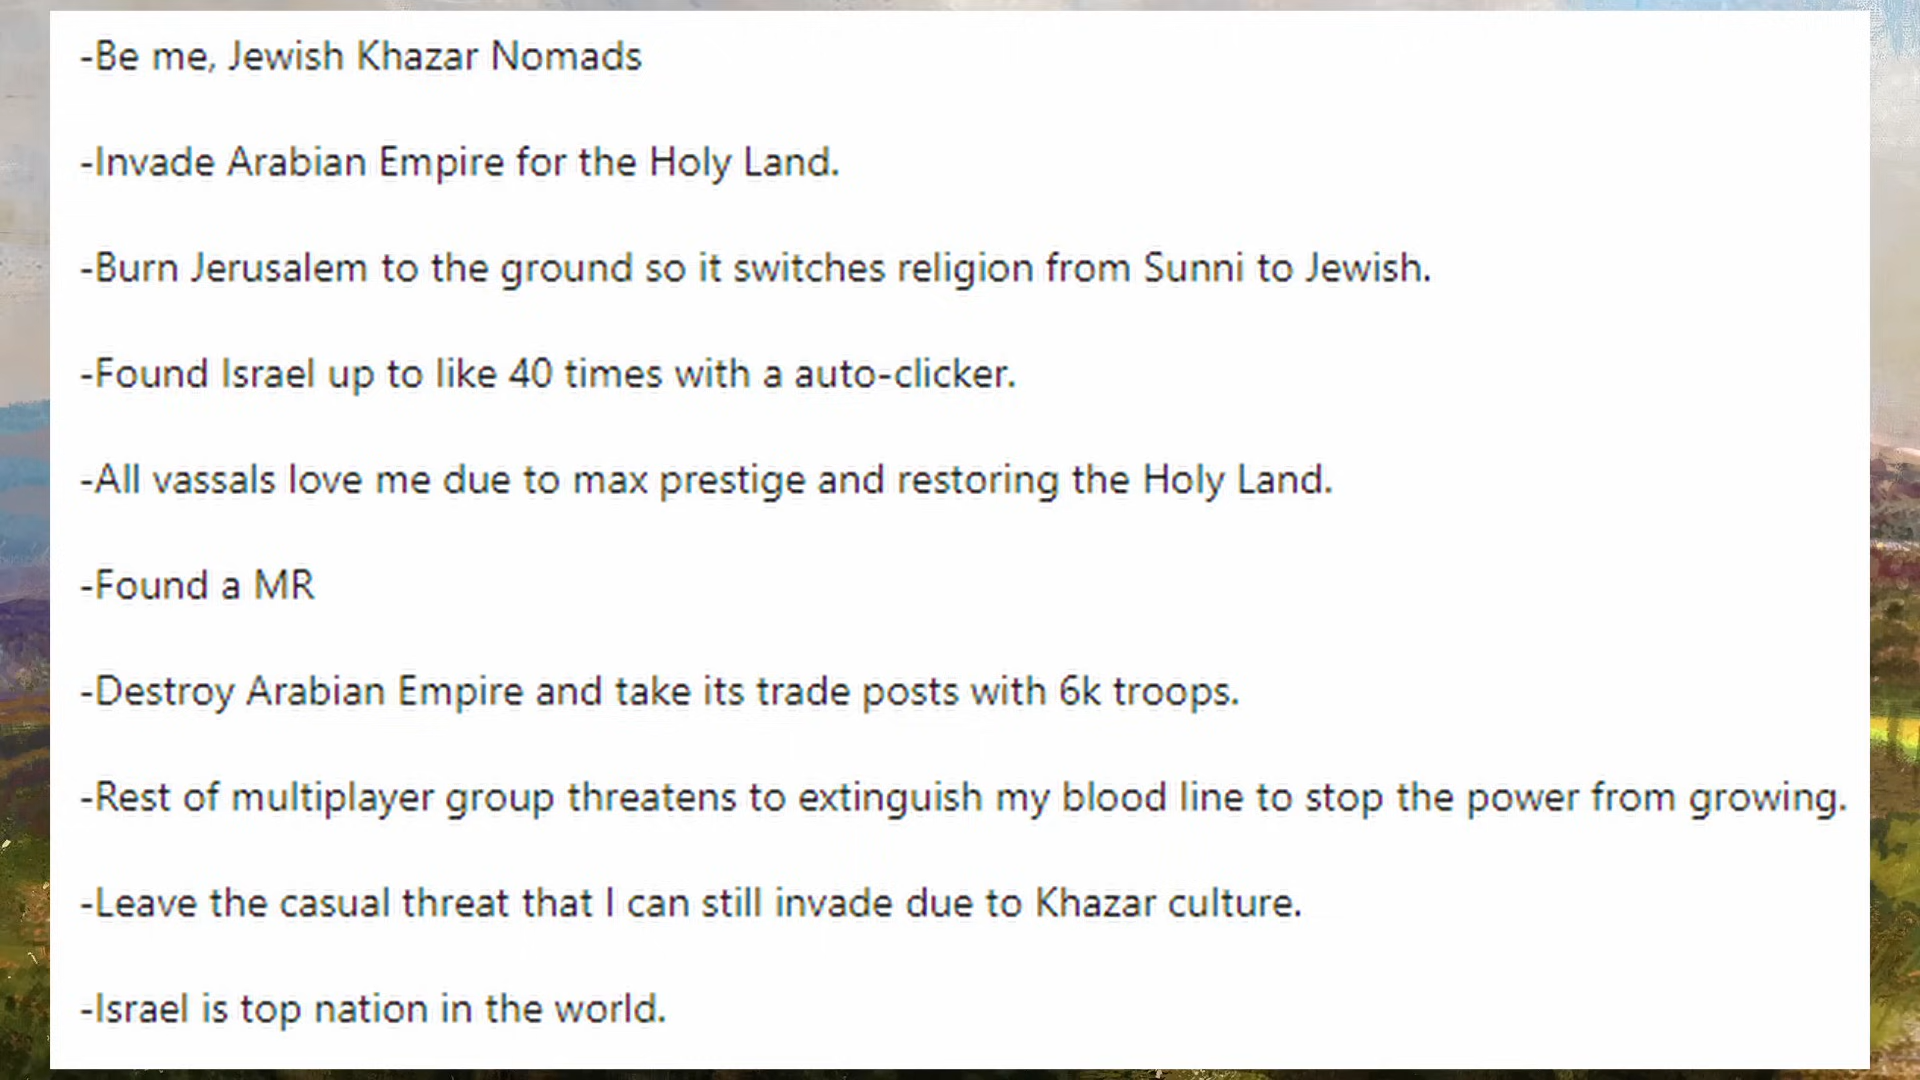 -Be me, Jewish Khazar Nomads
-Invade Arabian Empire for the Holy Land.
-Burn Jerusalem to the ground so it switches religion from Sunni to Jewish.
-Found Israel up to like 40 times with a auto-clicker.
-All vassals love me due to max prestige and restoring the Holy Land.
-Found a MR
-Destroy Arabian Empire and take its trade posts with 6k troops.
-Rest of multiplayer group threatens to extinguish my blood line to stop the power from growing.
-Leave the casual threat that I can still invade due to Khazar culture.
-Israel is top nation in the world.